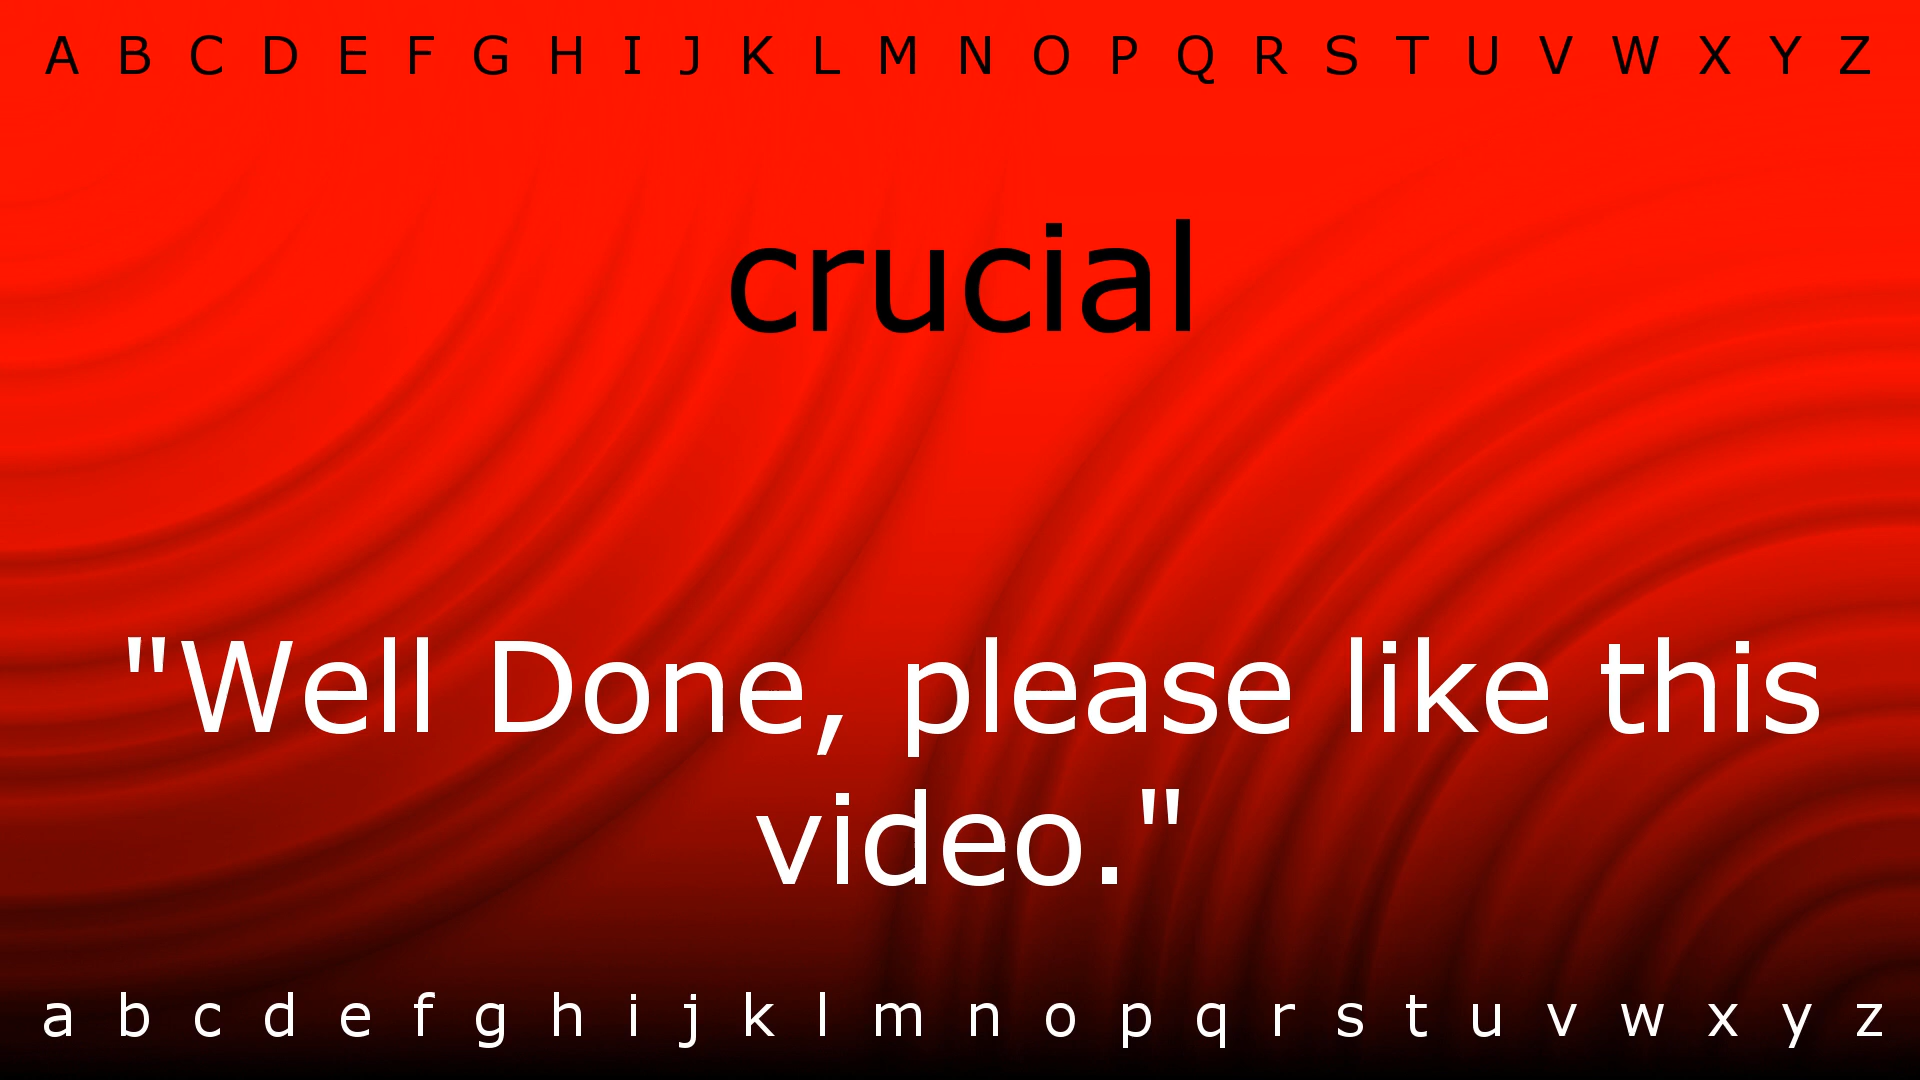 A B C D E F G H I J K L M N O P Q R S T U V W X Y Z
crucial
"Well Done, please like this
video."
a b c d e f g h i j k l m n o p q r s t u v w x y z